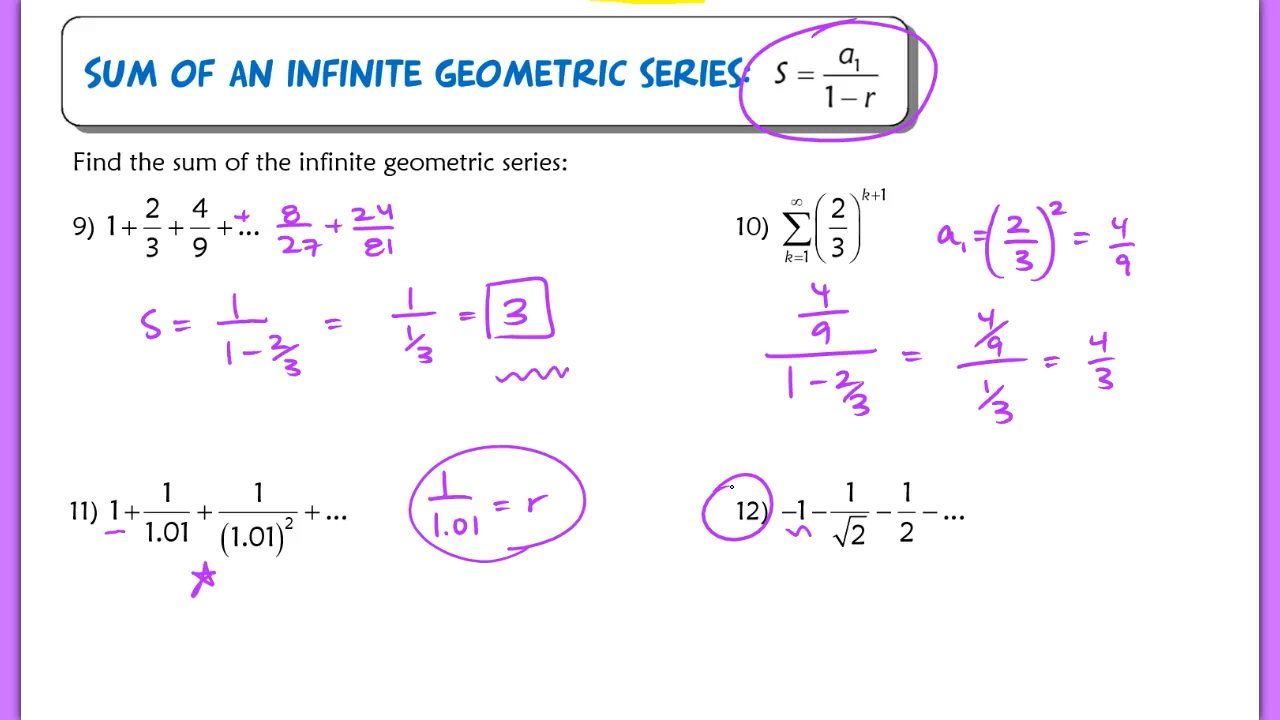 SUM OF AN INFINITE GEOMETRIC SERIES: S = a₁/(1 − r)
Find the sum of the infinite geometric series:
9) 1 + 2/3 + 4/9 + ... + 8/27 + 24/81
S = 1/(1 − 2/3) = 1/(1/3) = 3
10) ∑_{k=1}^{∞} (2/3)^{k+1} a₁ = (2/3)² = 4/9
(4/9)/(1 − 2/3) = (4/9)/(1/3) = 4/3
11) 1 + 1/1.01 + 1/(1.01)² + ... 1/1.01 = r
12) −1 − 1/√2 − 1/2 − ...